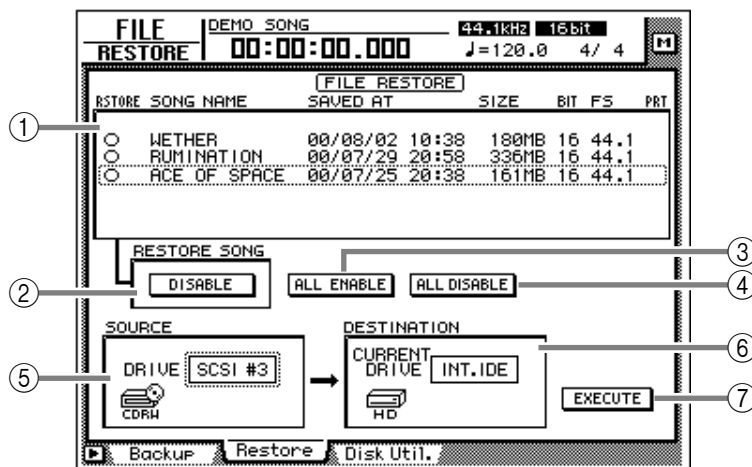 FILE
RESTORE
DEMO SONG
00:00:00.000
44.1kHz 16bit
♩=120.0 4/ 4
M
FILE RESTORE
RSTORE SONG NAME SAVED AT SIZE BIT FS PRT
WETHER 00/08/02 10:38 180MB 16 44.1
RUMINATION 00/07/29 20:58 336MB 16 44.1
ACE OF SPACE 00/07/25 20:38 161MB 16 44.1
1
RESTORE SONG
DISABLE
ALL ENABLE
ALL DISABLE
2
3
4
SOURCE
DRIVE SCSI #3
CDRW
5
DESTINATION
CURRENT
DRIVE INT.IDE
HD
6
EXECUTE
7
Backup Restore Disk Util.